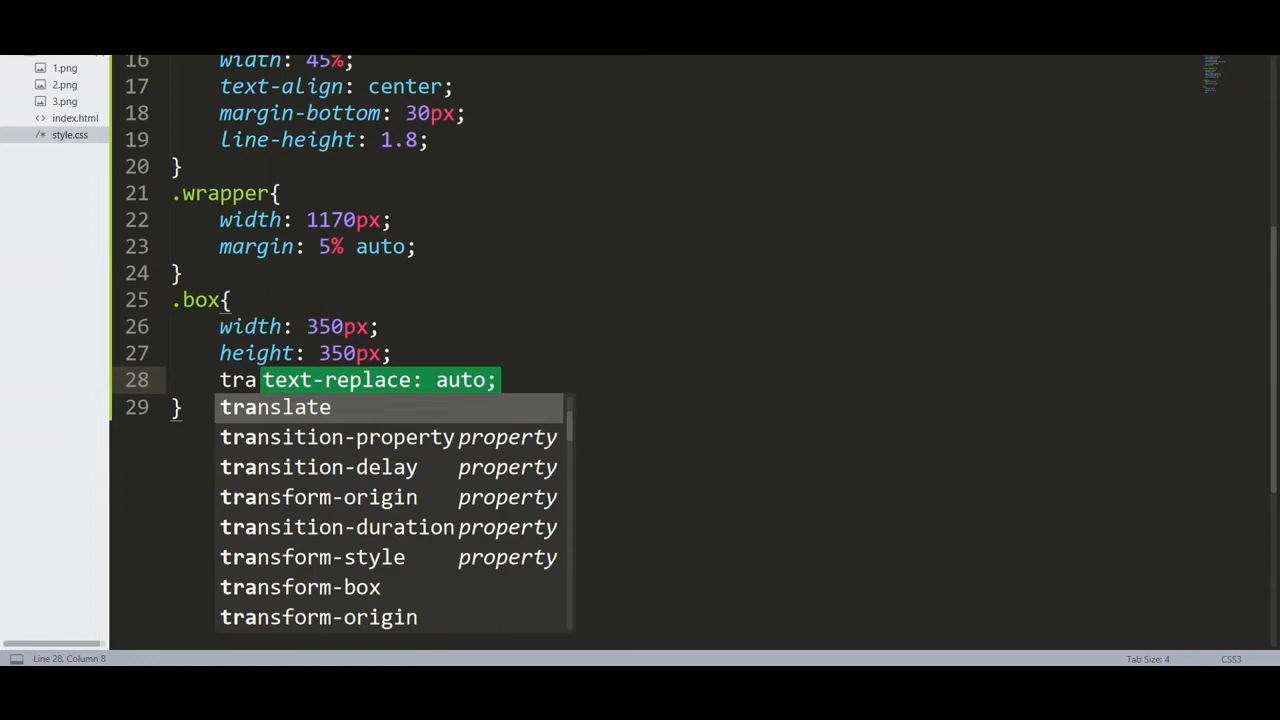 1.png
2.png
3.png
index.html
style.css
16 width: 45%;
17 text-align: center;
18 margin-bottom: 30px;
19 line-height: 1.8;
20 }
21 .wrapper{
22 width: 1170px;
23 margin: 5% auto;
24 }
25 .box{
26 width: 350px;
27 height: 350px;
28 tra text-replace: auto;
29 }
translate
transition-property property
transition-delay property
transform-origin property
transition-duration property
transform-style property
transform-box
transform-origin
Line 28, Column 8
Tab Size: 4
CSS3